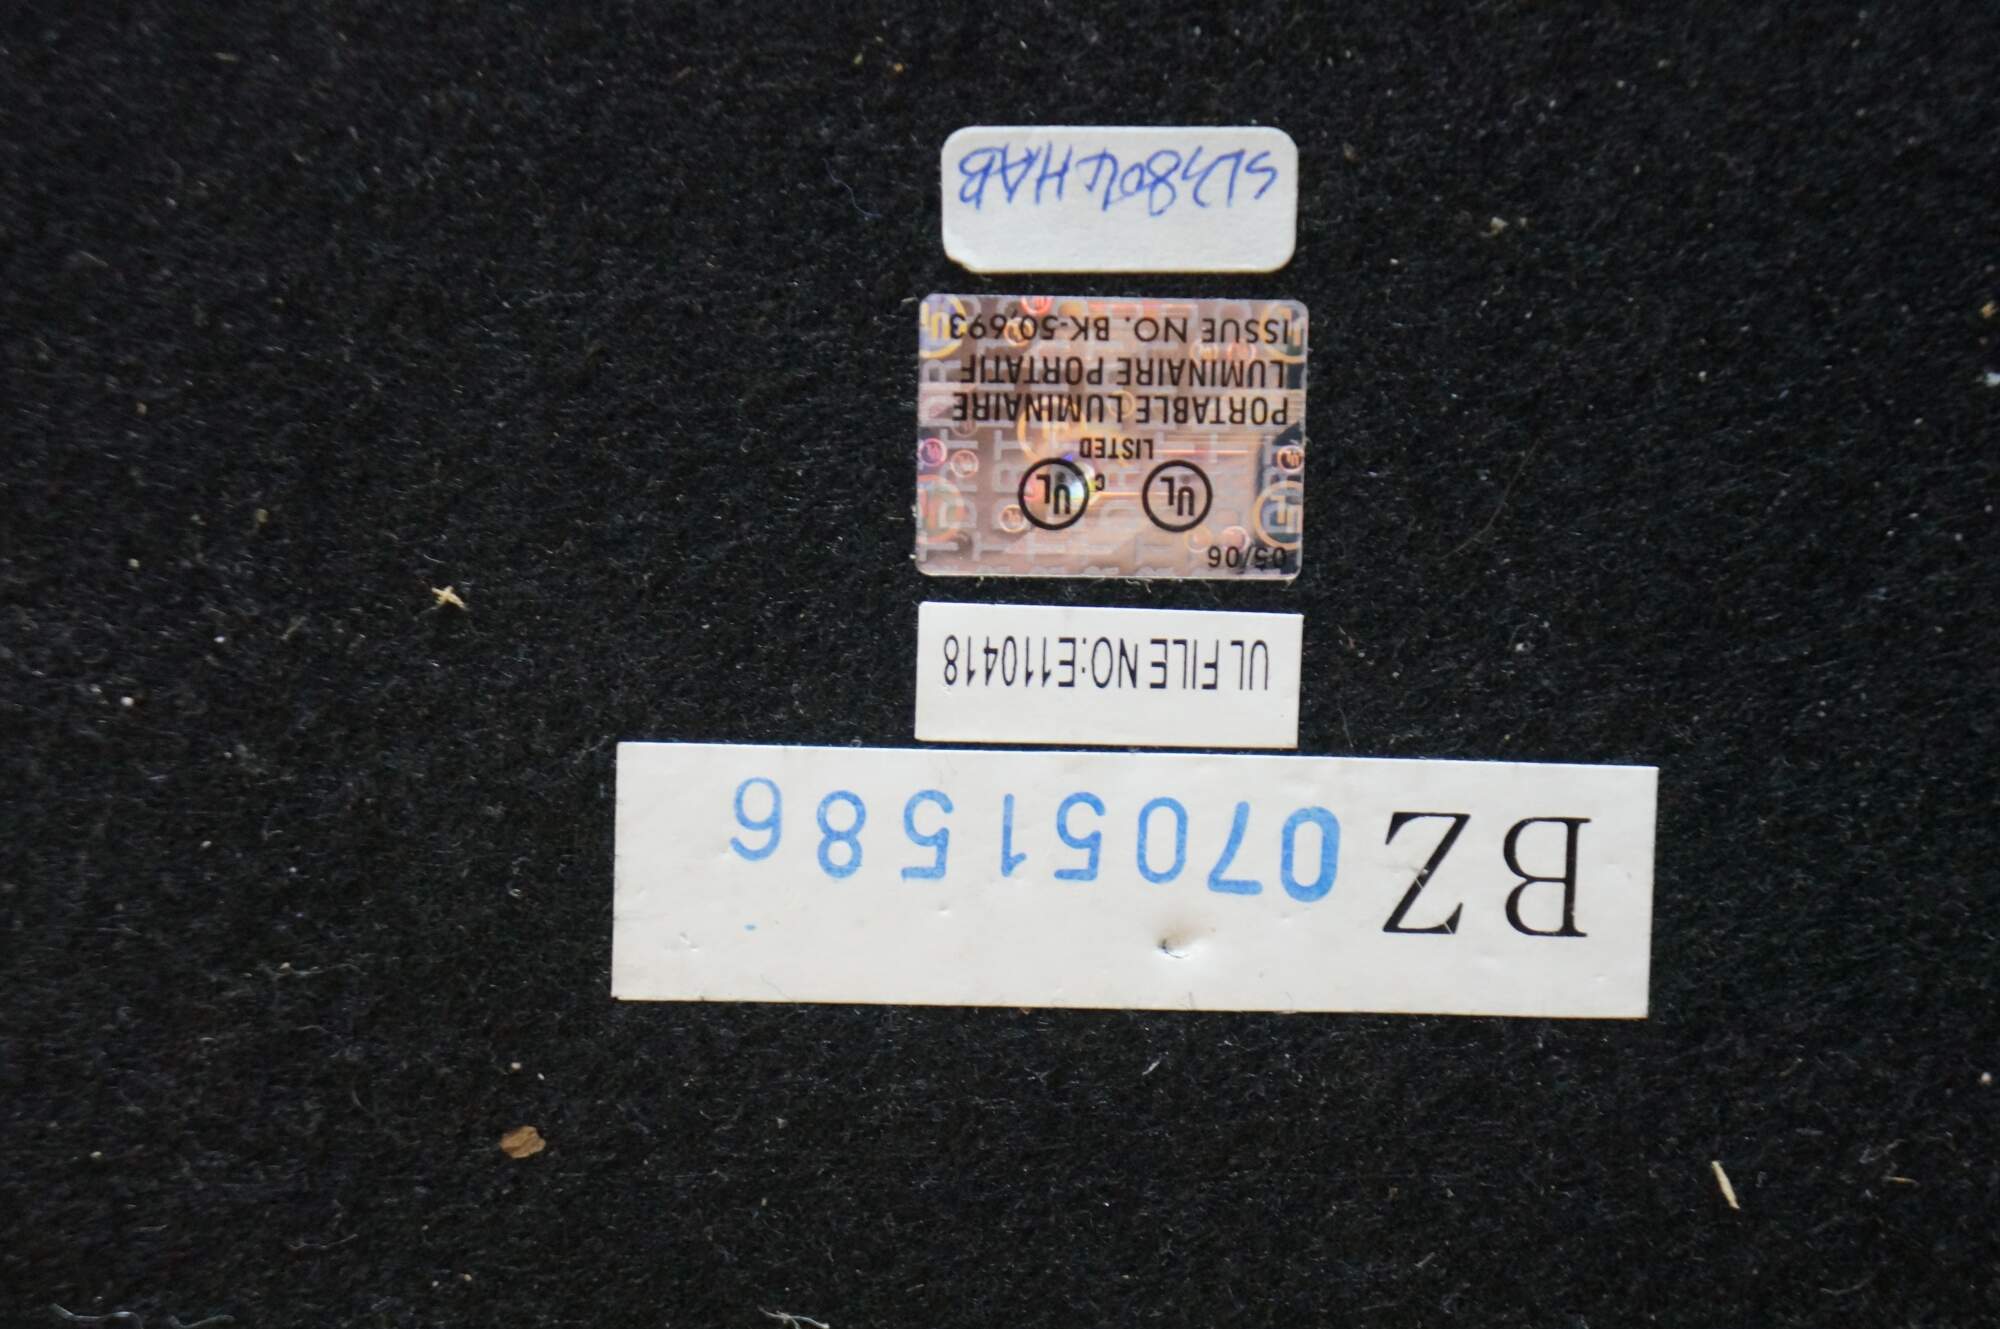 BZ 07051586
UL FILE NO:E110418
05/06
UL C UL
LISTED
PORTABLE LUMINAIRE
LUMINAIRE PORTATIF
ISSUE NO. BK-50,693
SL3804HAB